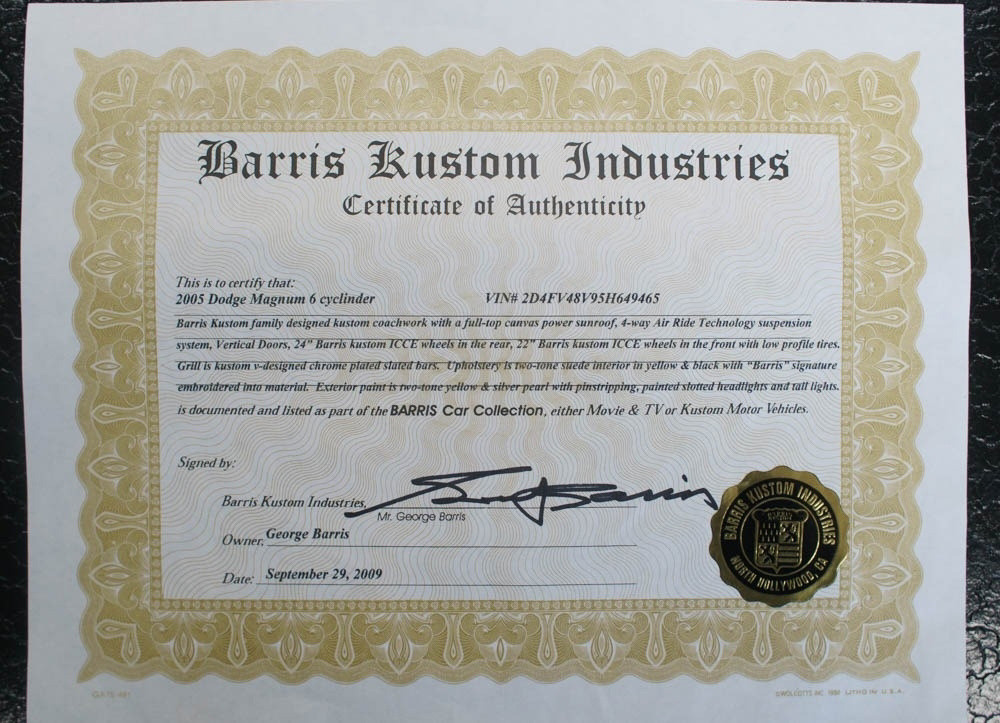 Barris Kustom Industries
Certificate of Authenticity
This is to certify that:
2005 Dodge Magnum 6 cyclinder VIN# 2D4FV48V95H649465
Barris Kustom family designed kustom coachwork with a full-top canvas power sunroof, 4-way Air Ride Technology suspension
system, Vertical Doors, 24" Barris kustom ICCE wheels in the rear, 22" Barris kustom ICCE wheels in the front with low profile tires.
Grill is kustom v-designed chrome plated slated bars. Upholstery is two-tone suede interior in yellow & black with "Barris" signature
embroidered into material. Exterior paint is two-tone yellow & silver pearl with pinstripping, painted slotted headlights and tail lights.
is documented and listed as part of the BARRIS Car Collection, either Movie & TV or Kustom Motor Vehicles.
Signed by:
Barris Kustom Industries, George Barris
Mr. George Barris
Owner, George Barris
Date: September 29, 2009
BARRIS KUSTOM INDUSTRIES
NORTH HOLLYWOOD, CA
LITHO IN U.S.A.